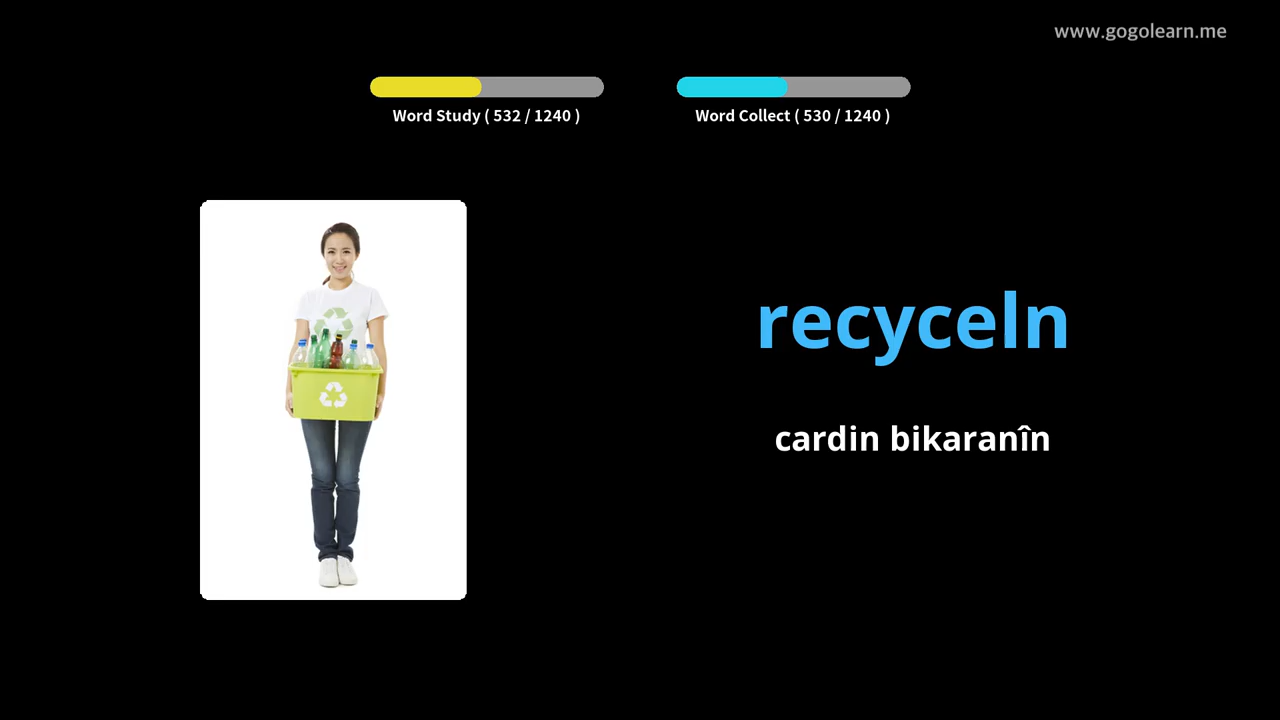 www.gogolearn.me
Word Study ( 532 / 1240 )
Word Collect ( 530 / 1240 )
recyceln
cardin bikaranîn